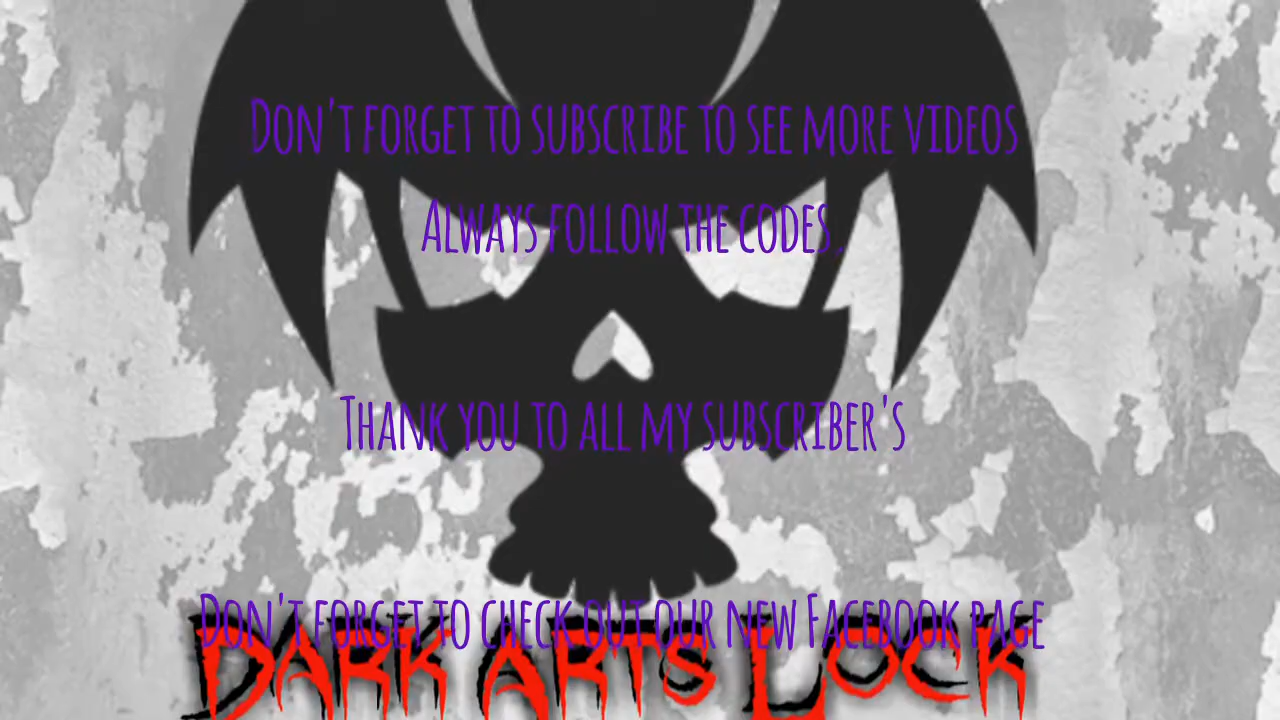 Don't forget to subscribe to see more videos
Always follow the codes.
Thank you to all my subscriber's
Don't forget to check out our new Facebook page
Dark Arts Lock